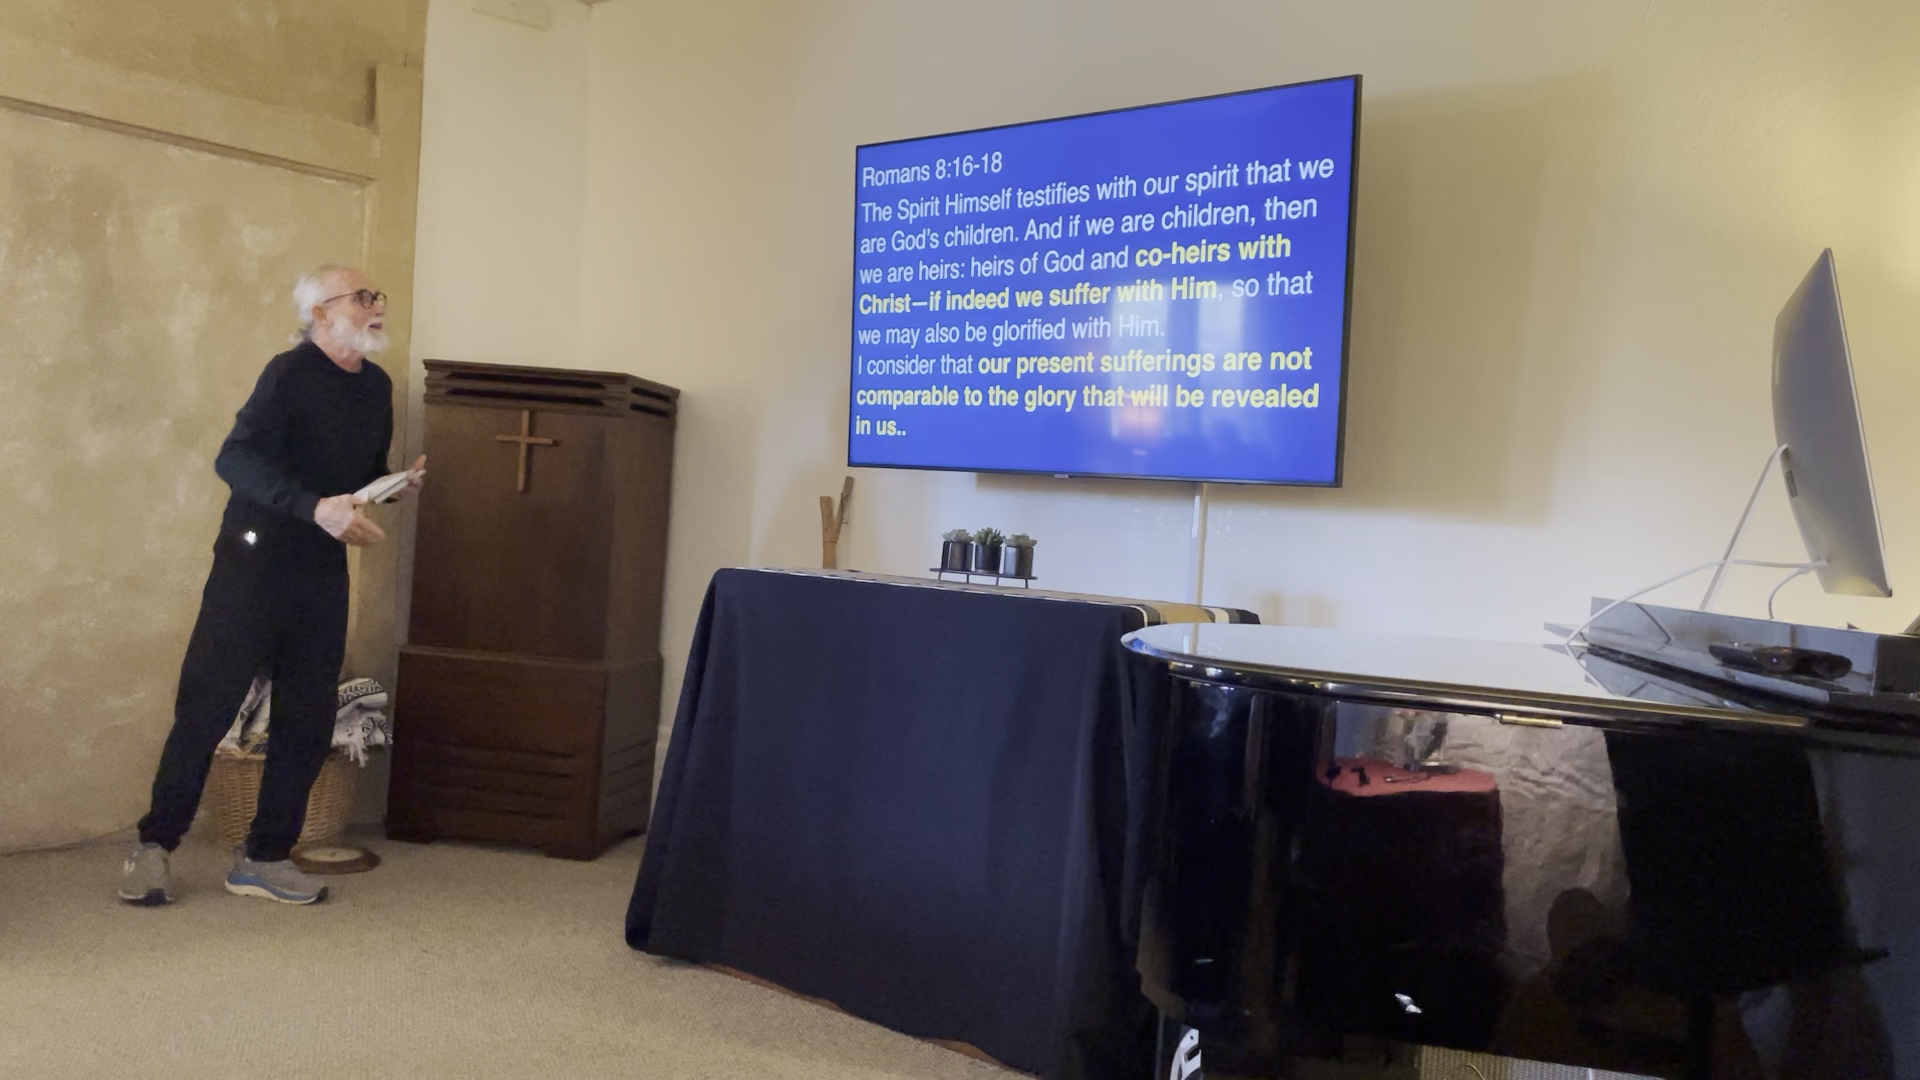 Romans 8:16-18
The Spirit Himself testifies with our spirit that we
are God's children. And if we are children, then
we are heirs: heirs of God and co-heirs with
Christ—if indeed we suffer with Him, so that
we may also be glorified with Him.
I consider that our present sufferings are not
comparable to the glory that will be revealed
in us..